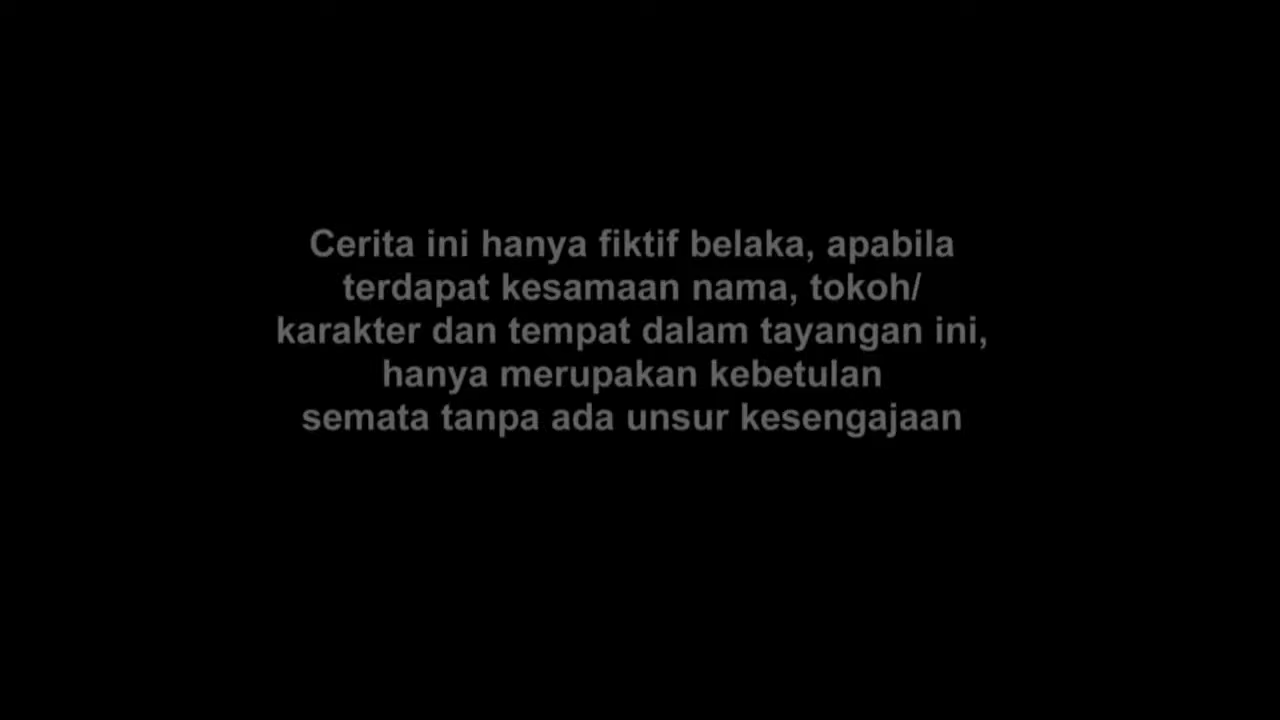 Cerita ini hanya fiktif belaka, apabila
terdapat kesamaan nama, tokoh/
karakter dan tempat dalam tayangan ini,
hanya merupakan kebetulan
semata tanpa ada unsur kesengajaan